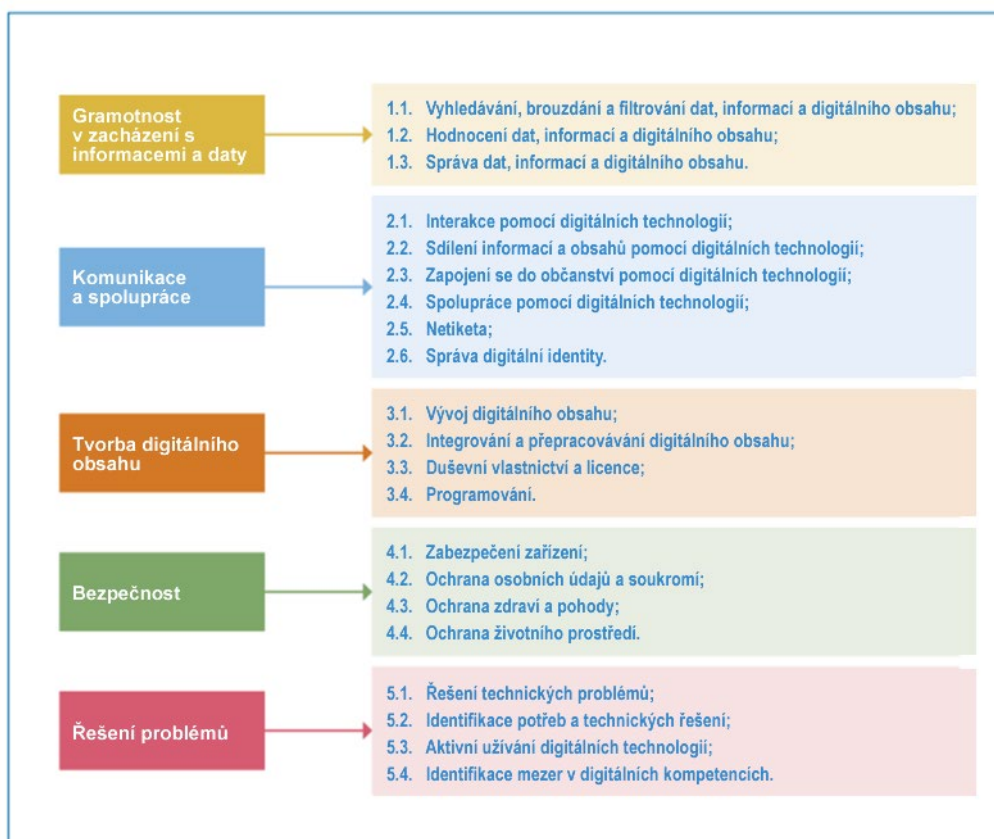 Gramotnost
v zacházení s
informacemi a daty
1.1. Vyhledávání, brouzdání a filtrování dat, informací a digitálního obsahu;
1.2. Hodnocení dat, informací a digitálního obsahu;
1.3. Správa dat, informací a digitálního obsahu.
Komunikace
a spolupráce
2.1. Interakce pomocí digitálních technologií;
2.2. Sdílení informací a obsahů pomocí digitálních technologií;
2.3. Zapojení se do občanství pomocí digitálních technologií;
2.4. Spolupráce pomocí digitálních technologií;
2.5. Netiketa;
2.6. Správa digitální identity.
Tvorba digitálního
obsahu
3.1. Vývoj digitálního obsahu;
3.2. Integrování a přepracovávání digitálního obsahu;
3.3. Duševní vlastnictví a licence;
3.4. Programování.
Bezpečnost
4.1. Zabezpečení zařízení;
4.2. Ochrana osobních údajů a soukromí;
4.3. Ochrana zdraví a pohody;
4.4. Ochrana životního prostředí.
Řešení problémů
5.1. Řešení technických problémů;
5.2. Identifikace potřeb a technických řešení;
5.3. Aktivní užívání digitálních technologií;
5.4. Identifikace mezer v digitálních kompetencích.